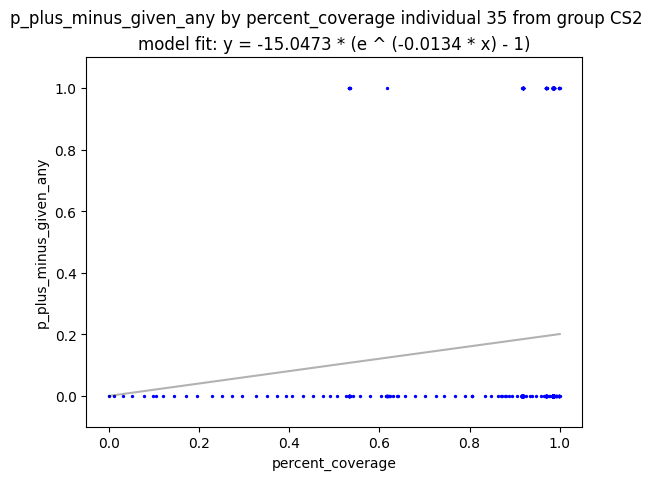 p_plus_minus_given_any by percent_coverage individual 35 from group CS2
model fit: y = -15.0473 * (e ^ (-0.0134 * x) - 1)
1.0
0.8
0.6
0.4
0.2
0.0
p_plus_minus_given_any
0.0 0.2 0.4 0.6 0.8 1.0
percent_coverage